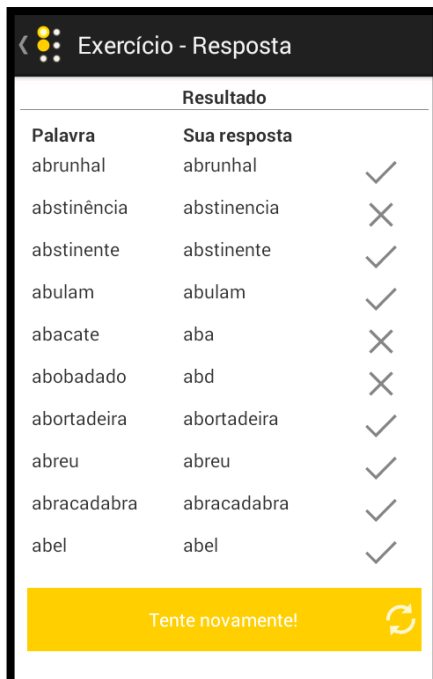 Exercício - Resposta
Resultado
Palavra Sua resposta
abrunhal abrunhal
abstinência abstinencia
abstinente abstinente
abulam abulam
abacate aba
abobadado abd
abortadeira abortadeira
abreu abreu
abracadabra abracadabra
abel abel
Tente novamente!